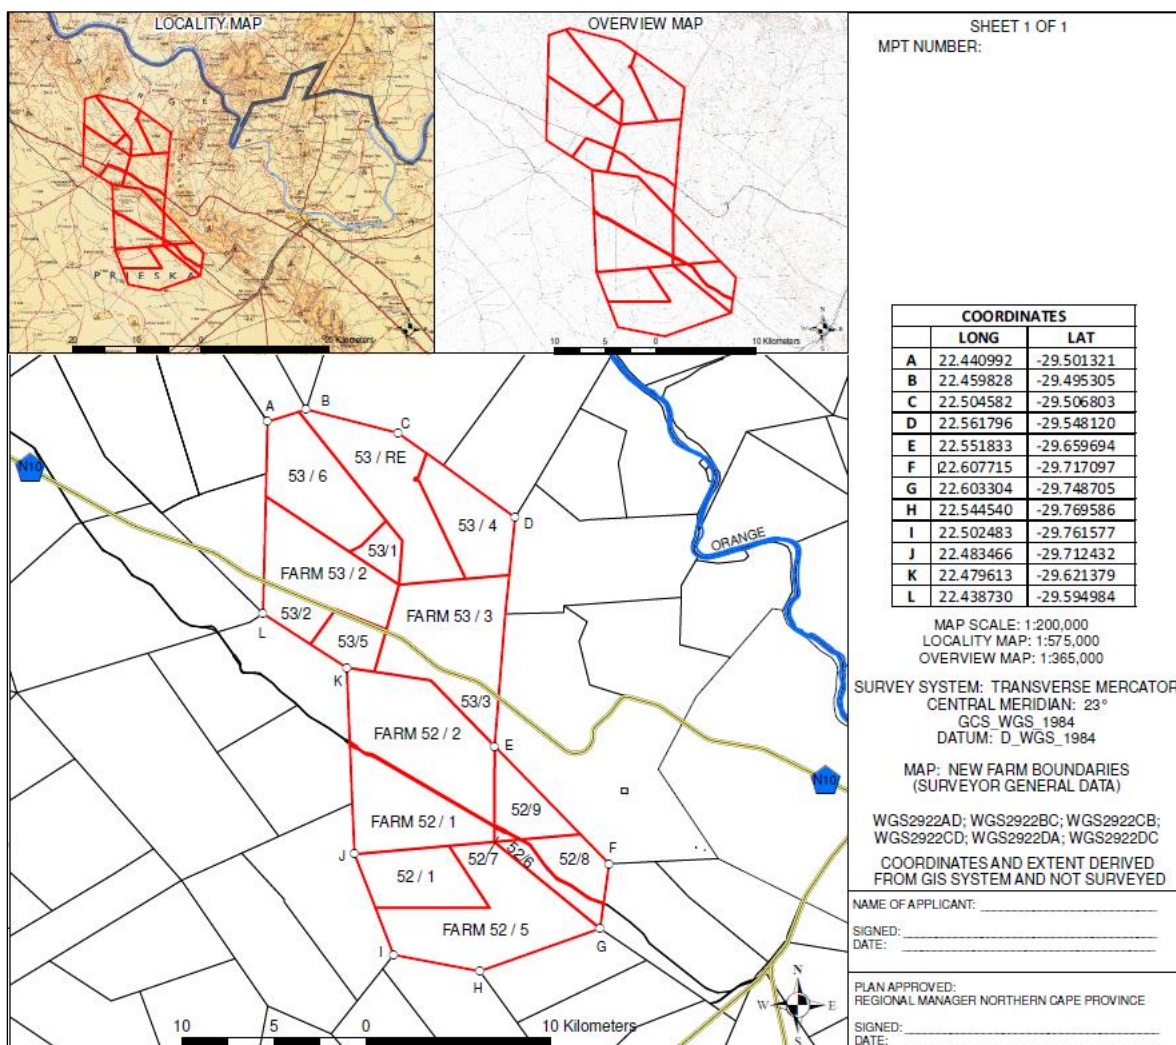 LOCALITY MAP
PRIESKA
20 10 0 20 Kilometers
OVERVIEW MAP
10 5 0 10 Kilometers
N10
A
B
C
53 / RE
53 / 6
53 / 4
D
53/1
ORANGE
FARM 53 / 2
FARM 53 / 3
53/2
L
53/5
K
53/3
FARM 52 / 2
E
N10
52/9
FARM 52 / 1
J
52/7
52/6
52/8
F
52 / 1
FARM 52 / 5
G
I
H
N
W E
S
10 5 0 10 Kilometers
SHEET 1 OF 1
MPT NUMBER:
COORDINATES
LONG LAT
A 22.440992 -29.501321
B 22.459828 -29.495305
C 22.504582 -29.506803
D 22.561796 -29.548120
E 22.551833 -29.659694
F 22.607715 -29.717097
G 22.603304 -29.748705
H 22.544540 -29.769586
I 22.502483 -29.761577
J 22.483466 -29.712432
K 22.479613 -29.621379
L 22.438730 -29.594984
MAP SCALE: 1:200,000
LOCALITY MAP: 1:575,000
OVERVIEW MAP: 1:365,000
SURVEY SYSTEM: TRANSVERSE MERCATOR
CENTRAL MERIDIAN: 23°
GCS_WGS_1984
DATUM: D_WGS_1984
MAP: NEW FARM BOUNDARIES
(SURVEYOR GENERAL DATA)
WGS2922AD; WGS2922BC; WGS2922CB;
WGS2922CD; WGS2922DA; WGS2922DC
COORDINATES AND EXTENT DERIVED
FROM GIS SYSTEM AND NOT SURVEYED
NAME OF APPLICANT:
SIGNED:
DATE:
PLAN APPROVED:
REGIONAL MANAGER NORTHERN CAPE PROVINCE
SIGNED:
DATE: